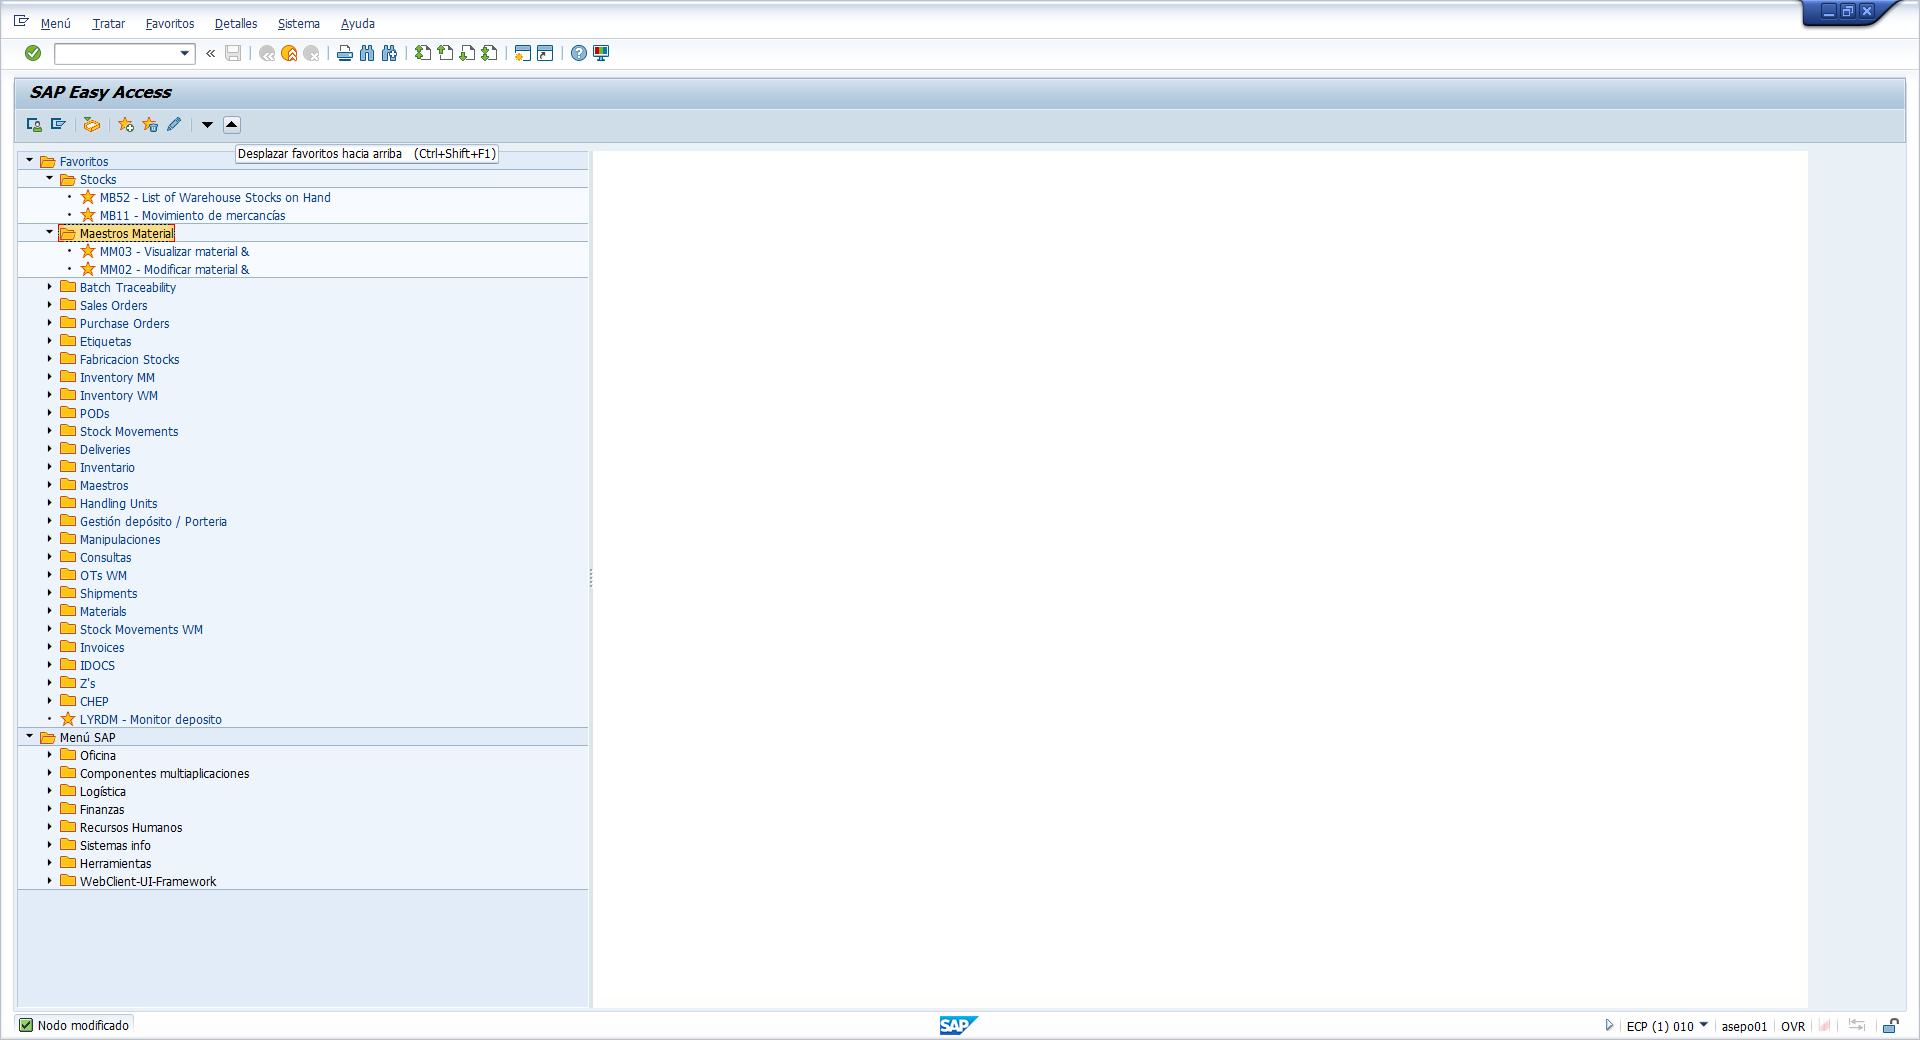 Menú Tratar Favoritos Detalles Sistema Ayuda
SAP Easy Access
Desplazar favoritos hacia arriba (Ctrl+Shift+F1)
Favoritos
Stocks
MB52 - List of Warehouse Stocks on Hand
MB11 - Movimiento de mercancías
Maestros Material
MM03 - Visualizar material &
MM02 - Modificar material &
Batch Traceability
Sales Orders
Purchase Orders
Etiquetas
Fabricacion Stocks
Inventory MM
Inventory WM
PODs
Stock Movements
Deliveries
Inventario
Maestros
Handling Units
Gestión depósito / Porteria
Manipulaciones
Consultas
OTs WM
Shipments
Materials
Stock Movements WM
Invoices
IDOCS
Z's
CHEP
LYRDM - Monitor deposito
Menú SAP
Oficina
Componentes multiaplicaciones
Logística
Finanzas
Recursos Humanos
Sistemas info
Herramientas
WebClient-UI-Framework
Nodo modificado
SAP
ECP (1) 010 asepo01 OVR